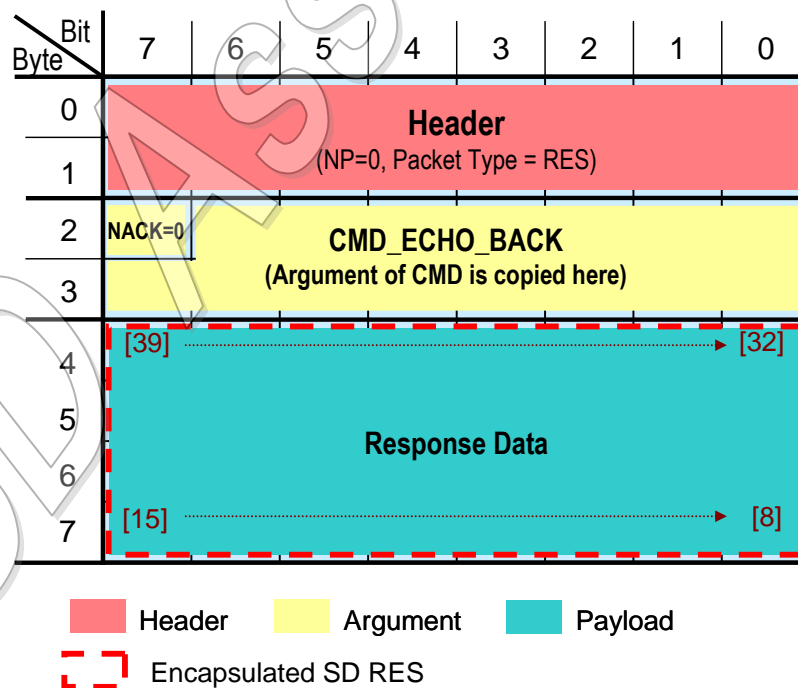 Bit
Byte
7 6 5 4 3 2 1 0
0
Header
(NP=0, Packet Type = RES)
1
2
NACK=0
CMD_ECHO_BACK
(Argument of CMD is copied here)
3
[39] [32]
4
5
Response Data
6
[15] [8]
7
Header Argument Payload
Encapsulated SD RES